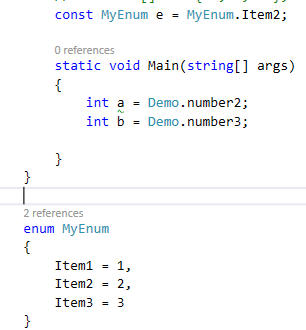 const MyEnum e = MyEnum.Item2;
0 references
static void Main(string[] args)
{
int a = Demo.number2;
int b = Demo.number3;
}
}
2 references
enum MyEnum
{
Item1 = 1,
Item2 = 2,
Item3 = 3
}